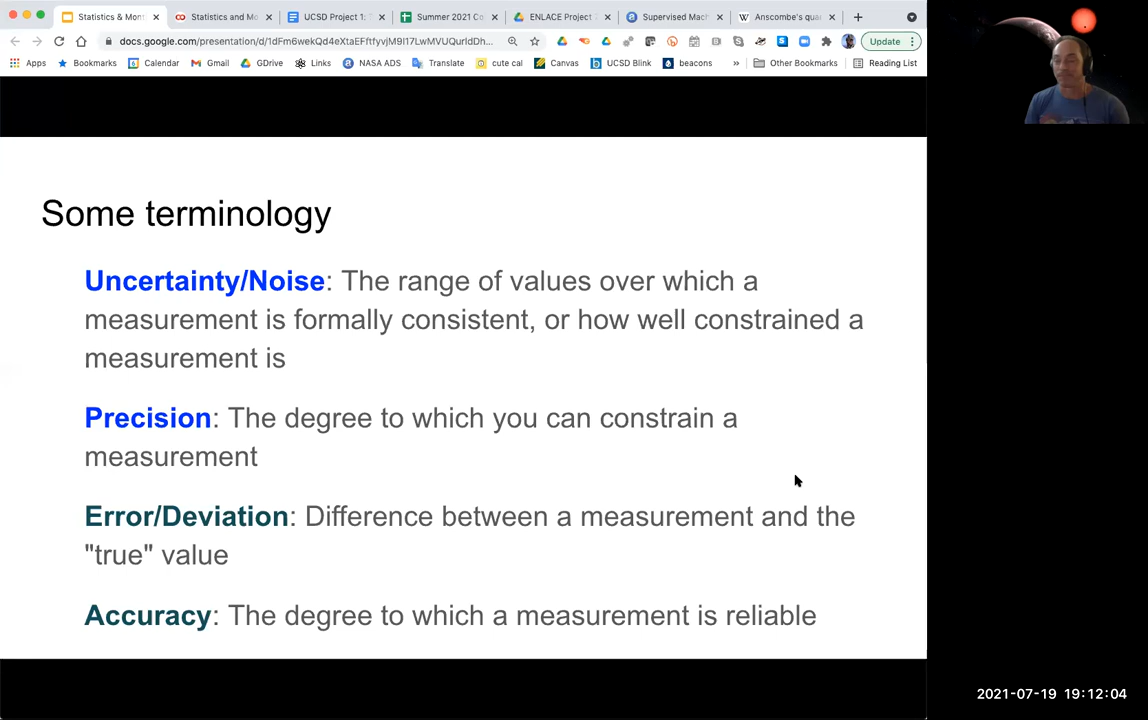 Statistics & Mont
Statistics and Mo
UCSD Project 1: T
Summer 2021 Co
ENLACE Project
Supervised Mach
Anscombe's qua
docs.google.com/presentation/d/1dFm6wekQd4eXtaEFftfyvjM9I17LwMVUQurIdDh...
Update
Apps
Bookmarks
Calendar
Gmail
GDrive
Links
NASA ADS
Translate
cute cal
Canvas
UCSD Blink
beacons
»
Other Bookmarks
Reading List
Some terminology
Uncertainty/Noise: The range of values over which a
measurement is formally consistent, or how well constrained a
measurement is
Precision: The degree to which you can constrain a
measurement
Error/Deviation: Difference between a measurement and the
"true" value
Accuracy: The degree to which a measurement is reliable
2021-07-19 19:12:04